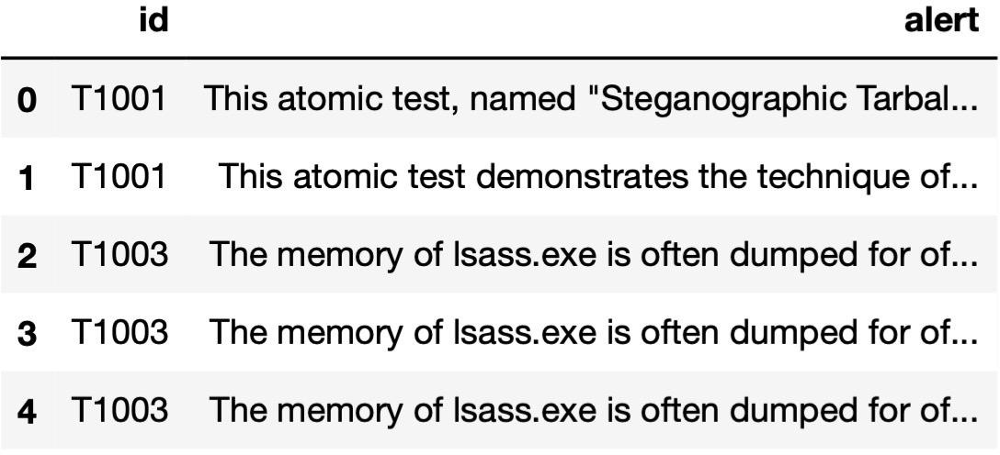 id alert
0 T1001 This atomic test, named "Steganographic Tarbal...
1 T1001 This atomic test demonstrates the technique of...
2 T1003 The memory of lsass.exe is often dumped for of...
3 T1003 The memory of lsass.exe is often dumped for of...
4 T1003 The memory of lsass.exe is often dumped for of...